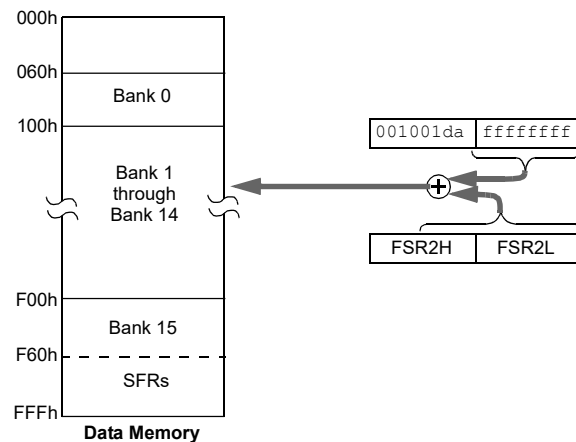 000h
060h
Bank 0
100h
001001da ffffffff
Bank 1
through
Bank 14
FSR2H FSR2L
F00h
Bank 15
F60h
SFRs
FFFh
Data Memory